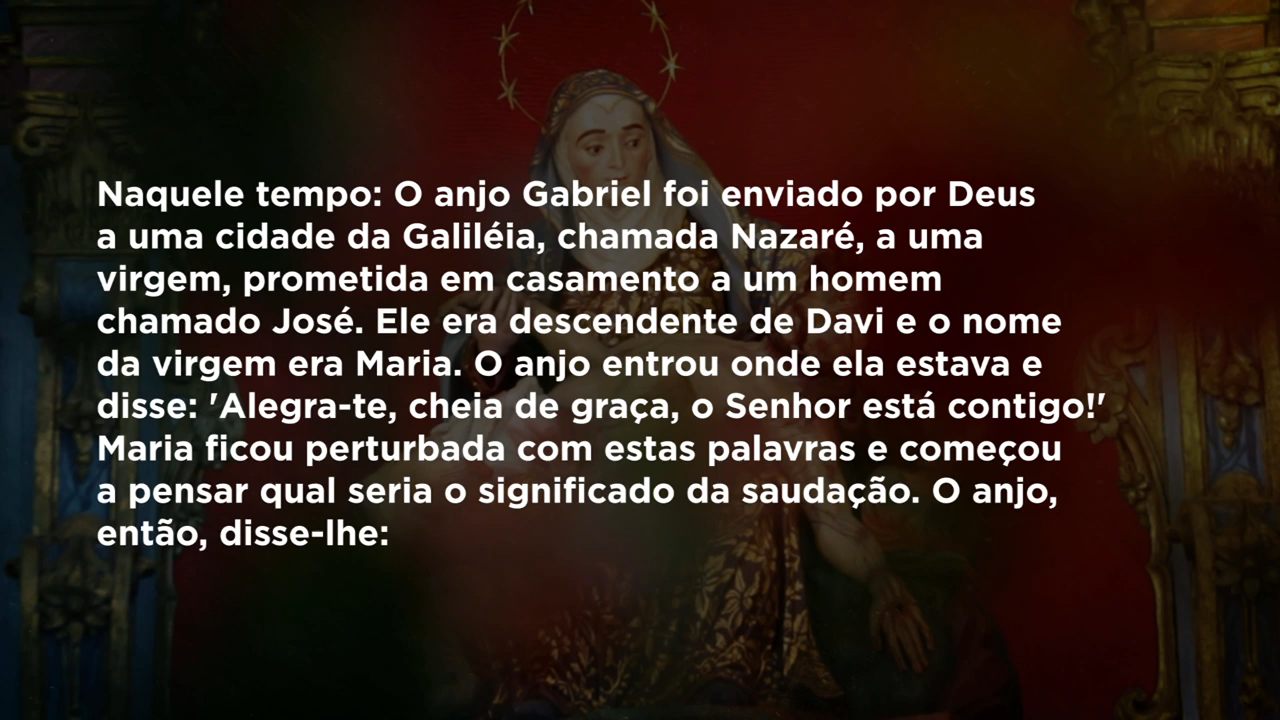 Naquele tempo: O anjo Gabriel foi enviado por Deus
a uma cidade da Galiléia, chamada Nazaré, a uma
virgem, prometida em casamento a um homem
chamado José. Ele era descendente de Davi e o nome
da virgem era Maria. O anjo entrou onde ela estava e
disse: 'Alegra-te, cheia de graça, o Senhor está contigo!'
Maria ficou perturbada com estas palavras e começou
a pensar qual seria o significado da saudação. O anjo,
então, disse-lhe: